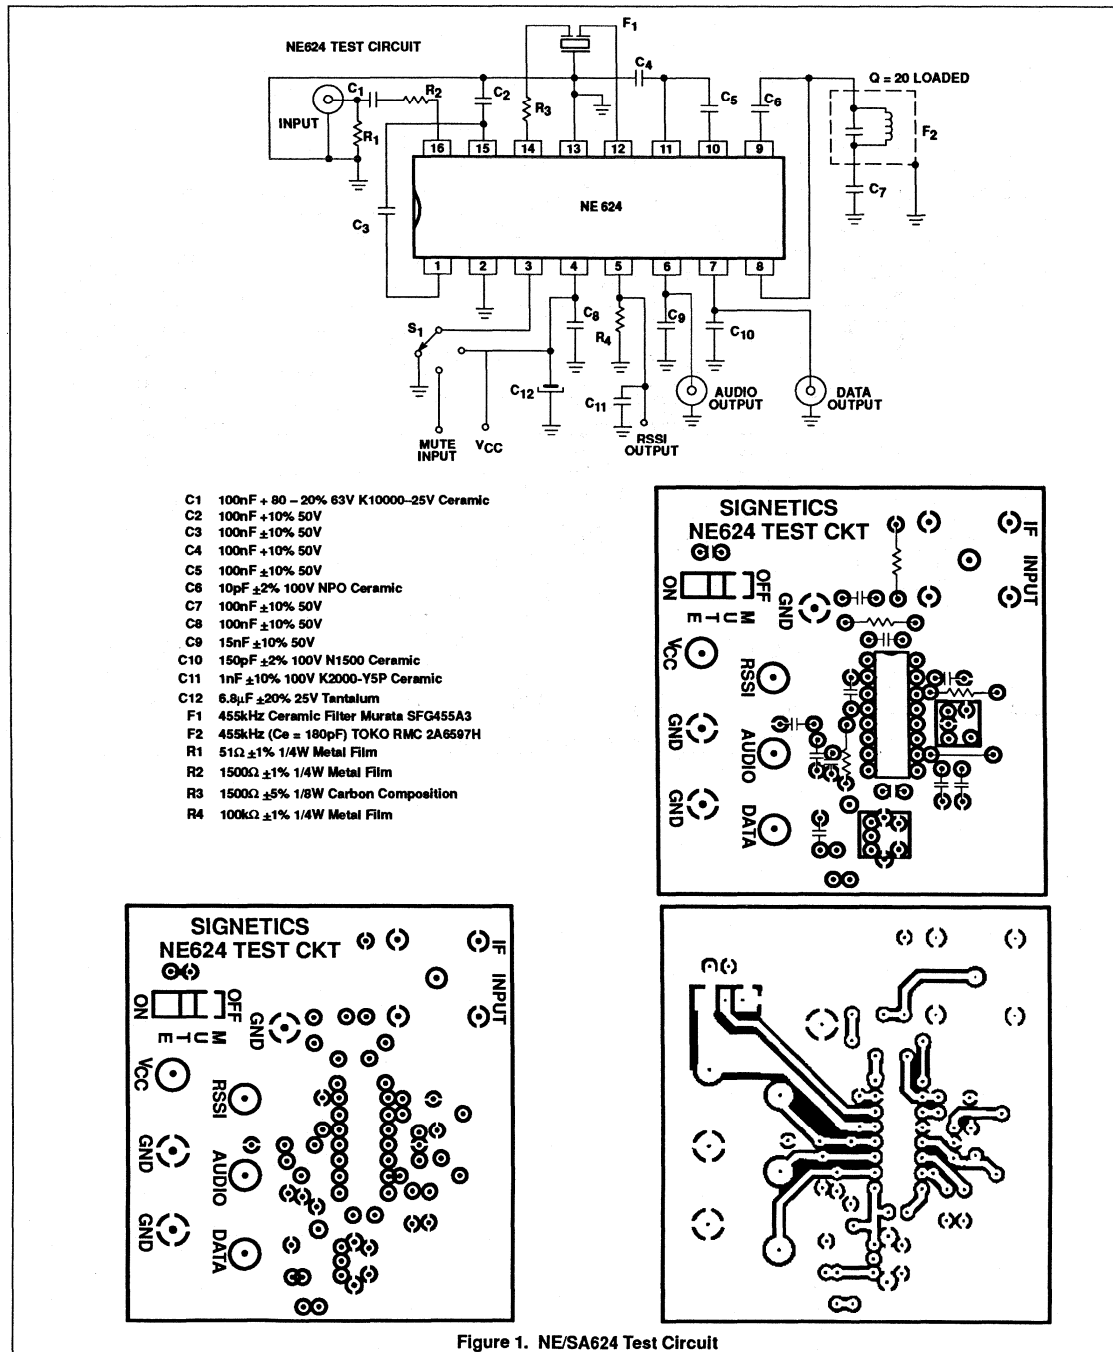 NE624 TEST CIRCUIT
F1
C4
Q = 20 LOADED
C1
R2
C2
R3
C5
C6
INPUT
R1
F2
16 15 14 13 12 11 10 9
C7
C3
NE 624
1 2 3 4 5 6 7 8
S1
C8
R4
C9
C10
C12
C11
AUDIO OUTPUT
DATA OUTPUT
MUTE INPUT
VCC
RSSI OUTPUT
C1 100nF + 80 – 20% 63V K10000–25V Ceramic
C2 100nF +10% 50V
C3 100nF ±10% 50V
C4 100nF +10% 50V
C5 100nF ±10% 50V
C6 10pF ±2% 100V NPO Ceramic
C7 100nF ±10% 50V
C8 100nF ±10% 50V
C9 15nF ±10% 50V
C10 150pF ±2% 100V N1500 Ceramic
C11 1nF ±10% 100V K2000-Y5P Ceramic
C12 6.8µF ±20% 25V Tantalum
F1 455kHz Ceramic Filter Murata SFG455A3
F2 455kHz (Ce = 180pF) TOKO RMC 2A6597H
R1 51Ω ±1% 1/4W Metal Film
R2 1500Ω ±1% 1/4W Metal Film
R3 1500Ω ±5% 1/8W Carbon Composition
R4 100kΩ ±1% 1/4W Metal Film
SIGNETICS
NE624 TEST CKT
IF INPUT
ON
OFF
MUTE
GND
VCC
RSSI
GND
AUDIO
GND
DATA
SIGNETICS
NE624 TEST CKT
IF INPUT
ON
OFF
MUTE
GND
VCC
RSSI
GND
AUDIO
GND
DATA
Figure 1. NE/SA624 Test Circuit